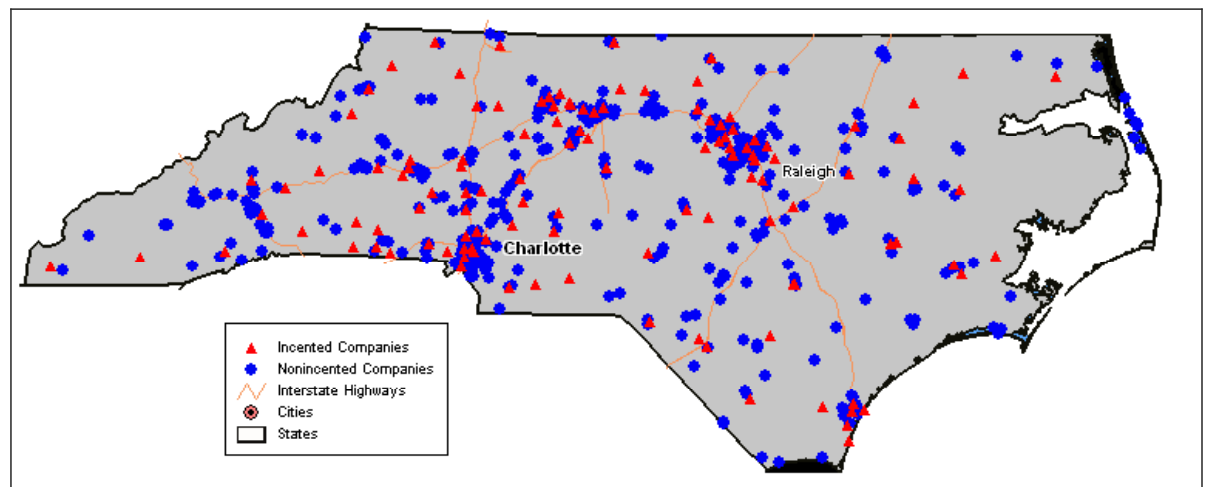 Raleigh
Charlotte
Incented Companies
Nonincented Companies
Interstate Highways
Cities
States